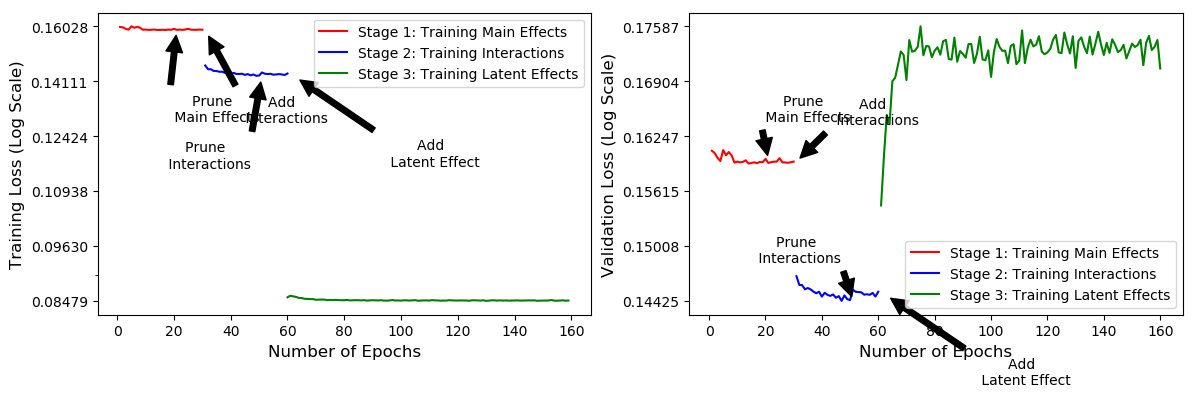 0.16028
0.14111
0.12424
0.10938
0.09630
0.08479
Training Loss (Log Scale)
Stage 1: Training Main Effects
Stage 2: Training Interactions
Stage 3: Training Latent Effects
Prune
Main Effects
Add
Interactions
Prune
Interactions
Add
Latent Effect
0 20 40 60 80 100 120 140 160
Number of Epochs
0.17587
0.16904
0.16247
0.15615
0.15008
0.14425
Validation Loss (Log Scale)
Prune
Main Effects
Add
Interactions
Prune
Interactions
Stage 1: Training Main Effects
Stage 2: Training Interactions
Stage 3: Training Latent Effects
0 20 40 60 80 100 120 140 160
Number of Epochs
Add
Latent Effect